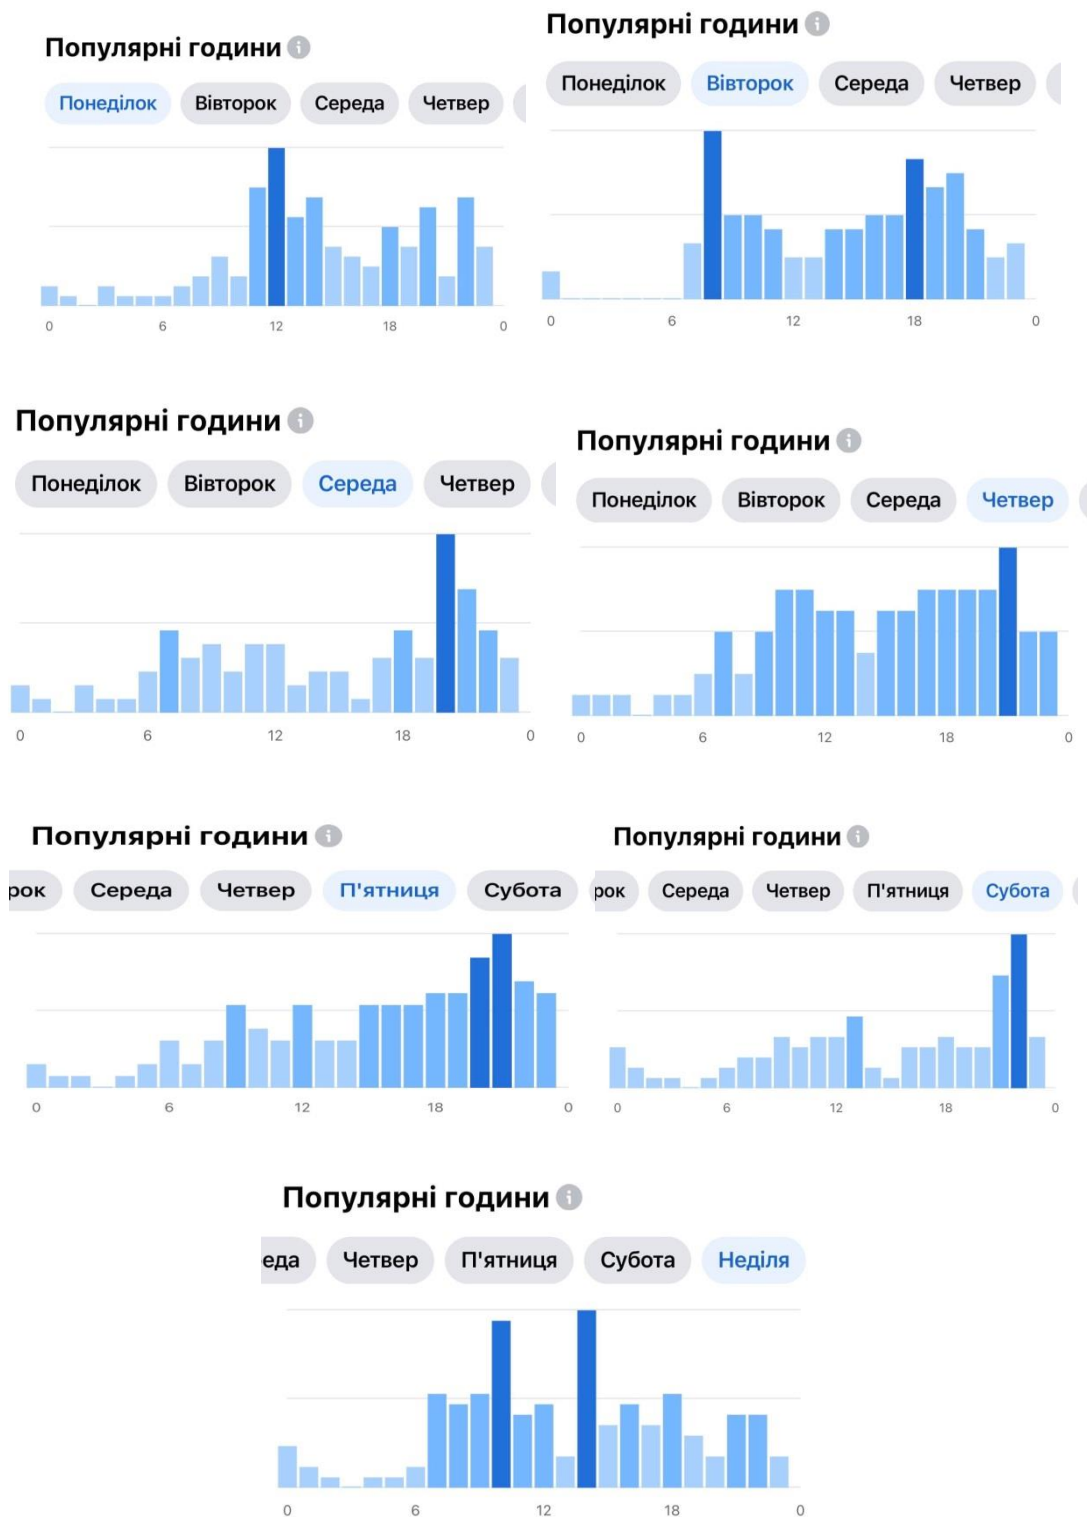 Популярні години
Понеділок Вівторок Середа Четвер
0 6 12 18 0
Популярні години
Понеділок Вівторок Середа Четвер
0 6 12 18 0
Популярні години
Понеділок Вівторок Середа Четвер
0 6 12 18 0
Популярні години
Понеділок Вівторок Середа Четвер
0 6 12 18 0
Популярні години
рок Середа Четвер П'ятниця Субота
0 6 12 18 0
Популярні години
рок Середа Четвер П'ятниця Субота
0 6 12 18 0
Популярні години
еда Четвер П'ятниця Субота Неділя
0 6 12 18 0